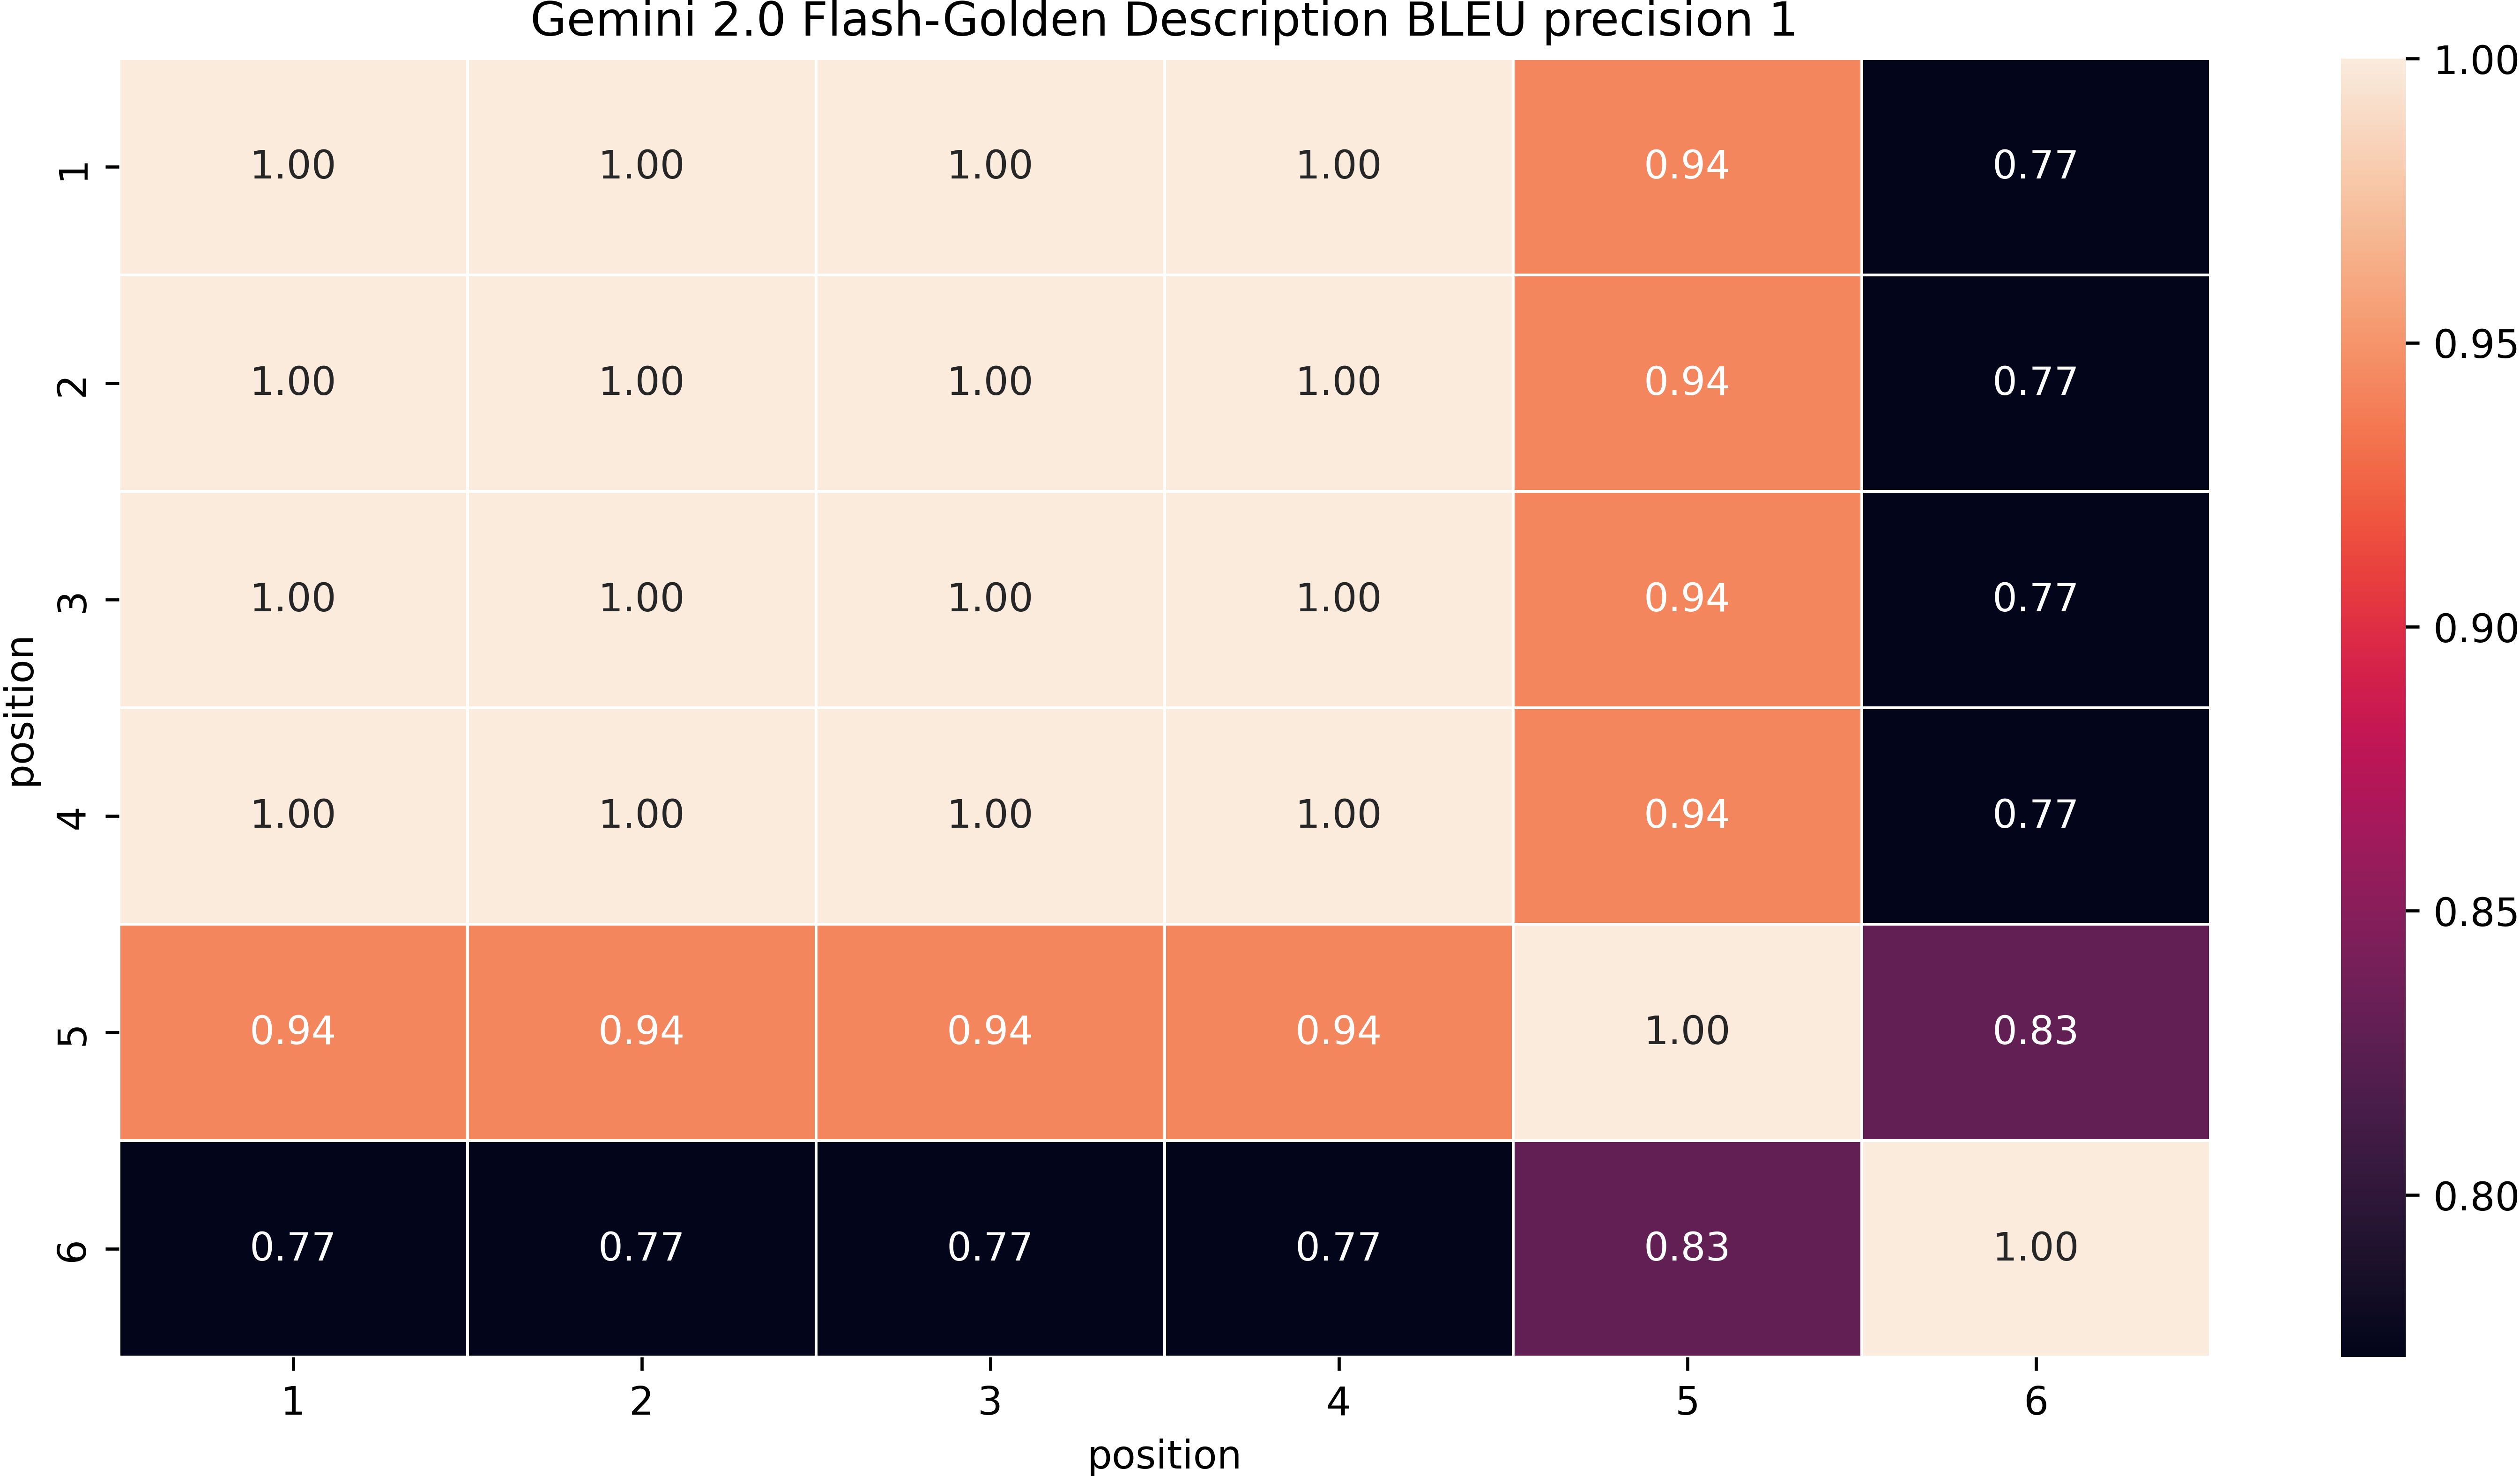 Gemini 2.0 Flash-Golden Description BLEU precision 1
1.00
1 1.00 1.00 1.00 1.00 0.94 0.77
0.95
2 1.00 1.00 1.00 1.00 0.94 0.77
3 1.00 1.00 1.00 1.00 0.94 0.77
0.90
position
4 1.00 1.00 1.00 1.00 0.94 0.77
0.85
5 0.94 0.94 0.94 0.94 1.00 0.83
0.80
6 0.77 0.77 0.77 0.77 0.83 1.00
1 2 3 4 5 6
position